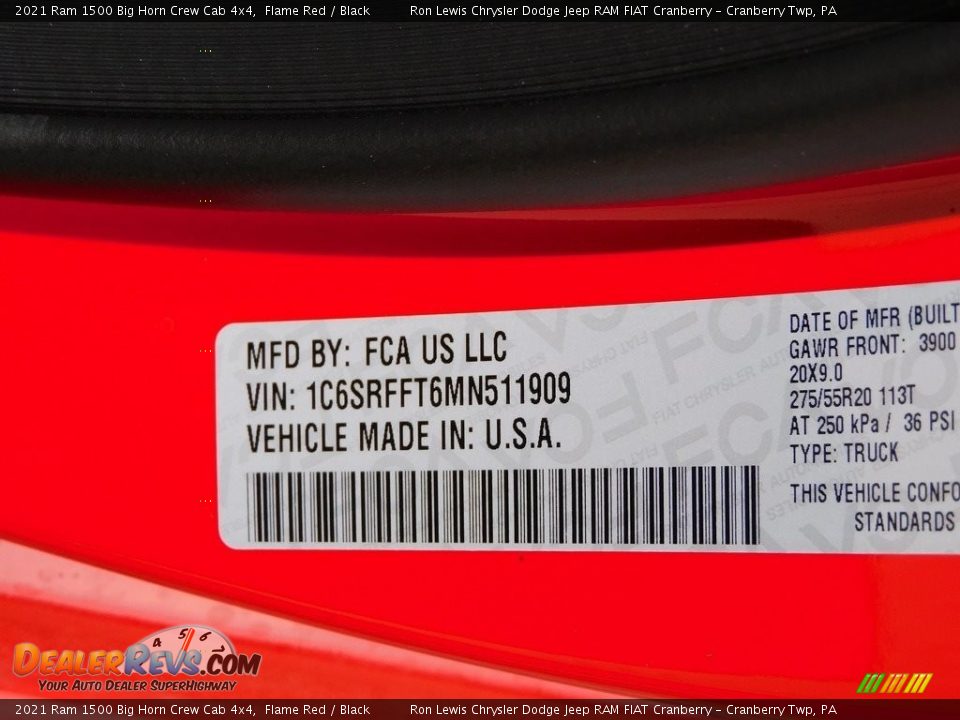 2021 Ram 1500 Big Horn Crew Cab 4x4, Flame Red / Black Ron Lewis Chrysler Dodge Jeep RAM FIAT Cranberry - Cranberry Twp, PA
MFD BY: FCA US LLC
VIN: 1C6SRFFT6MN511909
VEHICLE MADE IN: U.S.A.
DATE OF MFR (BUILT
GAWR FRONT: 3900
20X9.0
275/55R20 113T
AT 250 kPa / 36 PSI
TYPE: TRUCK
THIS VEHICLE CONFO
STANDARDS
4 5 6
DEALERREVS.COM
YOUR AUTO DEALER SUPERHIGHWAY
2021 Ram 1500 Big Horn Crew Cab 4x4, Flame Red / Black Ron Lewis Chrysler Dodge Jeep RAM FIAT Cranberry - Cranberry Twp, PA